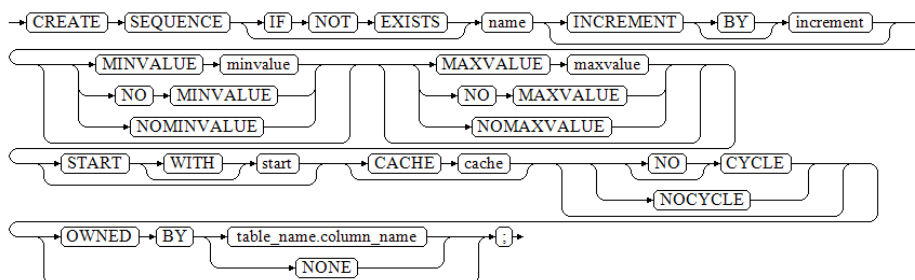 CREATE SEQUENCE IF NOT EXISTS name INCREMENT BY increment
MINVALUE minvalue MAXVALUE maxvalue
NO MINVALUE NO MAXVALUE
NOMINVALUE NOMAXVALUE
START WITH start CACHE cache NO CYCLE
NOCYCLE
OWNED BY table_name.column_name ;
NONE